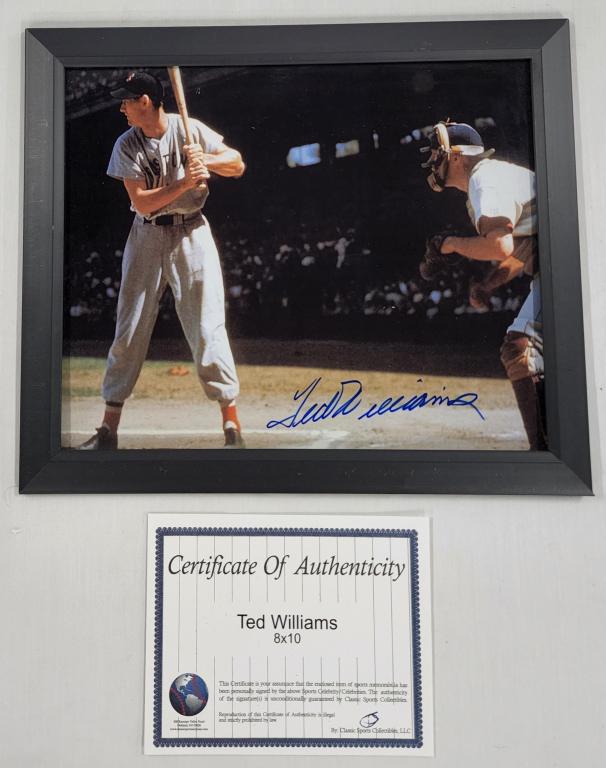 BOSTON
Ted Williams
Certificate Of Authenticity
Ted Williams
8x10
This Certificate is your assurance that the enclosed item of sports memorabilia has
been personally signed by the above Sports Celebrity/Celebrities. The authenticity
of the signature(s) is unconditionally guaranteed by Classic Sports Collectibles.
Reproduction of this Certificate of Authenticity is illegal
and strictly prohibited by law.
By: Classic Sports Collectibles, LLC